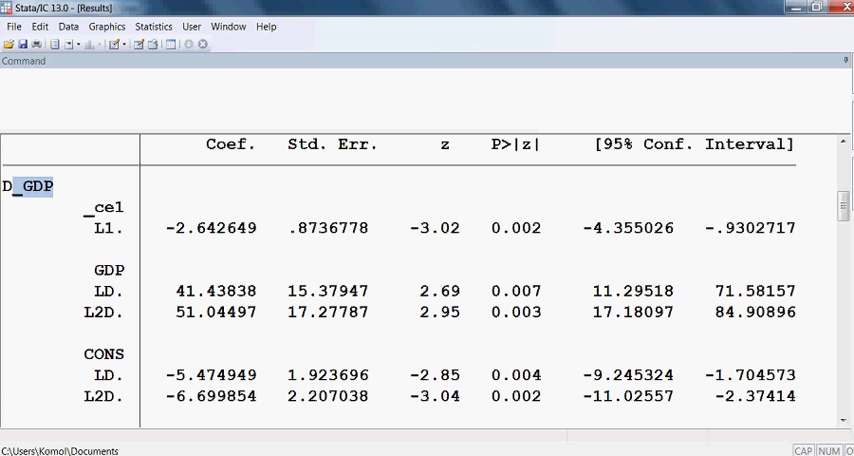 Stata/IC 13.0 - [Results]
File Edit Data Graphics Statistics User Window Help
Command
Coef. Std. Err. z P>|z| [95% Conf. Interval]
D_GDP
_ce1
L1. -2.642649 .8736778 -3.02 0.002 -4.355026 -.9302717
GDP
LD. 41.43838 15.37947 2.69 0.007 11.29518 71.58157
L2D. 51.04497 17.27787 2.95 0.003 17.18097 84.90896
CONS
LD. -5.474949 1.923696 -2.85 0.004 -9.245324 -1.704573
L2D. -6.699854 2.207038 -3.04 0.002 -11.02557 -2.37414
C:\Users\Komol\Documents CAP NUM O